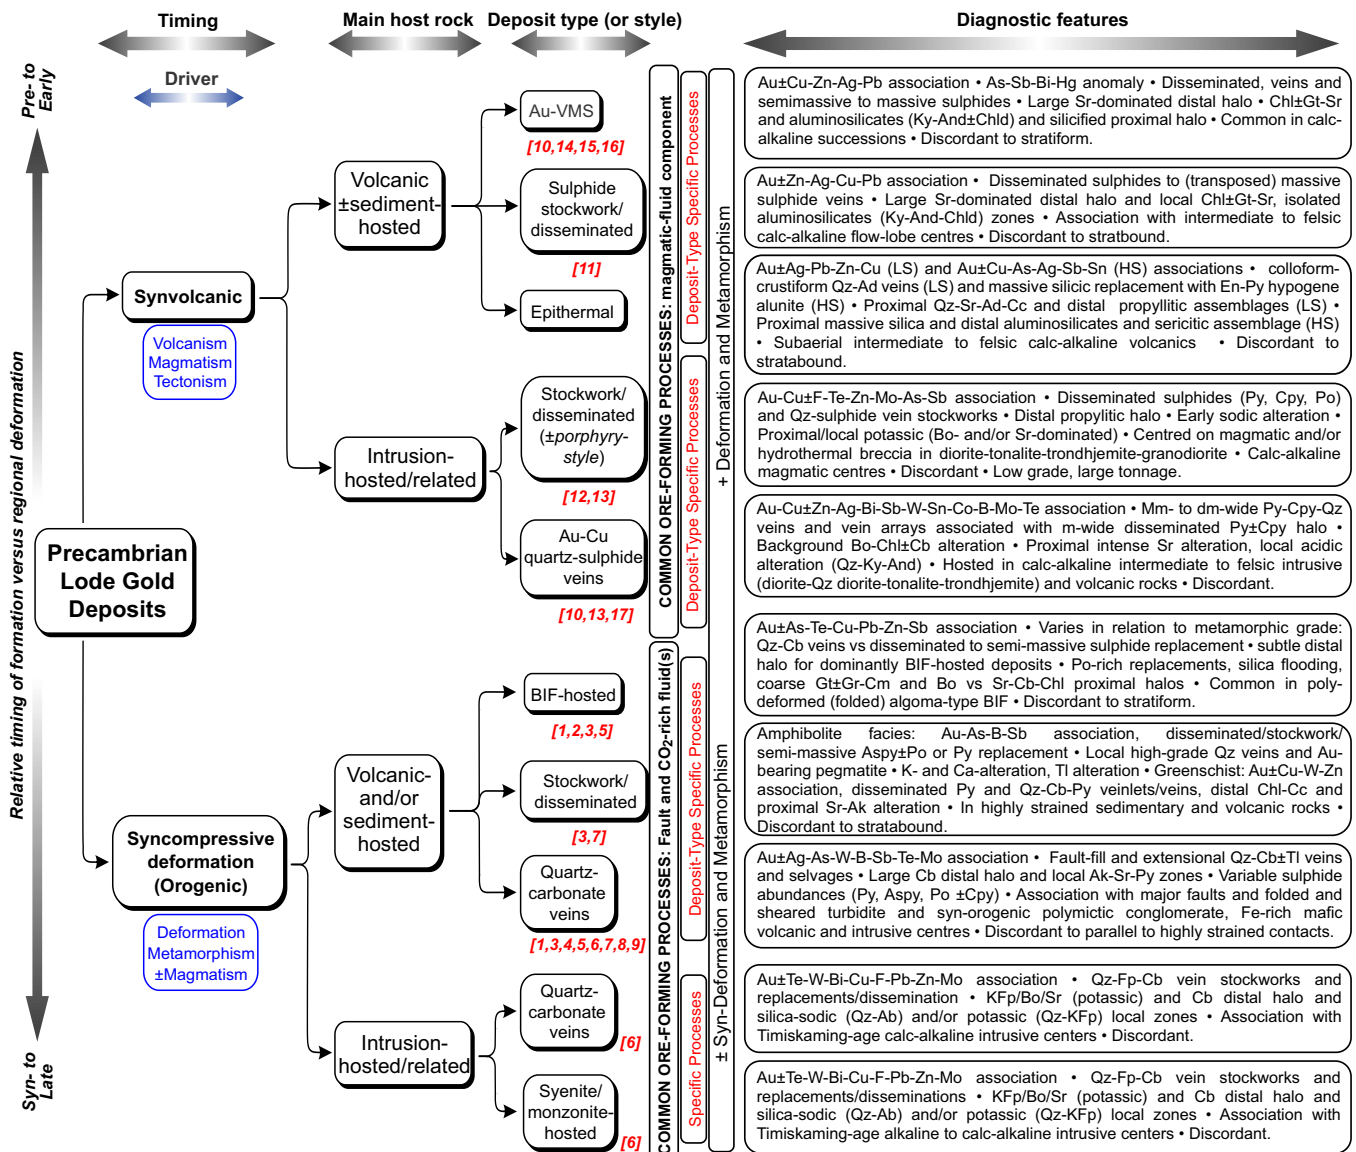 Timing
Main host rock
Deposit type (or style)
Diagnostic features
Driver
Pre- to
Early
Relative timing of formation versus regional deformation
Syn- to
Late
Precambrian
Lode Gold
Deposits
Synvolcanic
Volcanism
Magmatism
Tectonism
Syncompressive
deformation
(Orogenic)
Deformation
Metamorphism
±Magmatism
Volcanic
±sediment-
hosted
Intrusion-
hosted/related
Volcanic-
and/or
sediment-
hosted
Intrusion-
hosted/related
Au-VMS
[10,14,15,16]
Sulphide
stockwork/
disseminated
[11]
Epithermal
Stockwork/
disseminated
(±porphyry-
style)
[12,13]
Au-Cu
quartz-sulphide
veins
[10,13,17]
BIF-hosted
[1,2,3,5]
Stockwork/
disseminated
[3,7]
Quartz-
carbonate
veins
[1,3,4,5,6,7,8,9]
Quartz-
carbonate
veins
[6]
Syenite/
monzonite-
hosted
[6]
COMMON ORE-FORMING PROCESSES: magmatic-fluid component
COMMON ORE-FORMING PROCESSES: Fault and CO2-rich fluid(s)
Deposit-Type Specific Processes
Deposit-Type Specific Processes
Deposit-Type Specific Processes
Specific Processes
+ Deformation and Metamorphism
± Syn-Deformation and Metamorphism
Au±Cu-Zn-Ag-Pb association • As-Sb-Bi-Hg anomaly • Disseminated, veins and
semimassive to massive sulphides • Large Sr-dominated distal halo • Chl±Gt-Sr
and aluminosilicates (Ky-And±Chld) and silicified proximal halo • Common in calc-
alkaline successions • Discordant to stratiform.
Au±Zn-Ag-Cu-Pb association • Disseminated sulphides to (transposed) massive
sulphide veins • Large Sr-dominated distal halo and local Chl±Gt-Sr, isolated
aluminosilicates (Ky-And-Chld) zones • Association with intermediate to felsic
calc-alkaline flow-lobe centres • Discordant to stratbound.
Au±Ag-Pb-Zn-Cu (LS) and Au±Cu-As-Ag-Sb-Sn (HS) associations • colloform-
crustiform Qz-Ad veins (LS) and massive silicic replacement with En-Py hypogene
alunite (HS) • Proximal Qz-Sr-Ad-Cc and distal propyllitic assemblages (LS) •
Proximal massive silica and distal aluminosilicates and sericitic assemblage (HS)
• Subaerial intermediate to felsic calc-alkaline volcanics • Discordant to
stratabound.
Au-Cu±F-Te-Zn-Mo-As-Sb association • Disseminated sulphides (Py, Cpy, Po)
and Qz-sulphide vein stockworks • Distal propylitic halo • Early sodic alteration •
Proximal/local potassic (Bo- and/or Sr-dominated) • Centred on magmatic and/or
hydrothermal breccia in diorite-tonalite-trondhjemite-granodiorite • Calc-alkaline
magmatic centres • Discordant • Low grade, large tonnage.
Au-Cu±Zn-Ag-Bi-Sb-W-Sn-Co-B-Mo-Te association • Mm- to dm-wide Py-Cpy-Qz
veins and vein arrays associated with m-wide disseminated Py±Cpy halo •
Background Bo-Chl±Cb alteration • Proximal intense Sr alteration, local acidic
alteration (Qz-Ky-And) • Hosted in calc-alkaline intermediate to felsic intrusive
(diorite-Qz diorite-tonalite-trondhjemite) and volcanic rocks • Discordant.
Au±As-Te-Cu-Pb-Zn-Sb association • Varies in relation to metamorphic grade:
Qz-Cb veins vs disseminated to semi-massive sulphide replacement • subtle distal
halo for dominantly BIF-hosted deposits • Po-rich replacements, silica flooding,
coarse Gt±Gr-Cm and Bo vs Sr-Cb-Chl proximal halos • Common in poly-
deformed (folded) algoma-type BIF • Discordant to stratiform.
Amphibolite facies: Au-As-B-Sb association, disseminated/stockwork/
semi-massive Aspy±Po or Py replacement • Local high-grade Qz veins and Au-
bearing pegmatite • K- and Ca-alteration, Tl alteration • Greenschist: Au±Cu-W-Zn
association, disseminated Py and Qz-Cb-Py veinlets/veins, distal Chl-Cc and
proximal Sr-Ak alteration • In highly strained sedimentary and volcanic rocks •
Discordant to stratabound.
Au±Ag-As-W-B-Sb-Te-Mo association • Fault-fill and extensional Qz-Cb±Tl veins
and selvages • Large Cb distal halo and local Ak-Sr-Py zones • Variable sulphide
abundances (Py, Aspy, Po ±Cpy) • Association with major faults and folded and
sheared turbidite and syn-orogenic polymictic conglomerate, Fe-rich mafic
volcanic and intrusive centres • Discordant to parallel to highly strained contacts.
Au±Te-W-Bi-Cu-F-Pb-Zn-Mo association • Qz-Fp-Cb vein stockworks and
replacements/dissemination • KFp/Bo/Sr (potassic) and Cb distal halo and
silica-sodic (Qz-Ab) and/or potassic (Qz-KFp) local zones • Association with
Timiskaming-age calc-alkaline intrusive centers • Discordant.
Au±Te-W-Bi-Cu-F-Pb-Zn-Mo association • Qz-Fp-Cb vein stockworks and
replacements/disseminations • KFp/Bo/Sr (potassic) and Cb distal halo and
silica-sodic (Qz-Ab) and/or potassic (Qz-KFp) local zones • Association with
Timiskaming-age alkaline to calc-alkaline intrusive centers • Discordant.